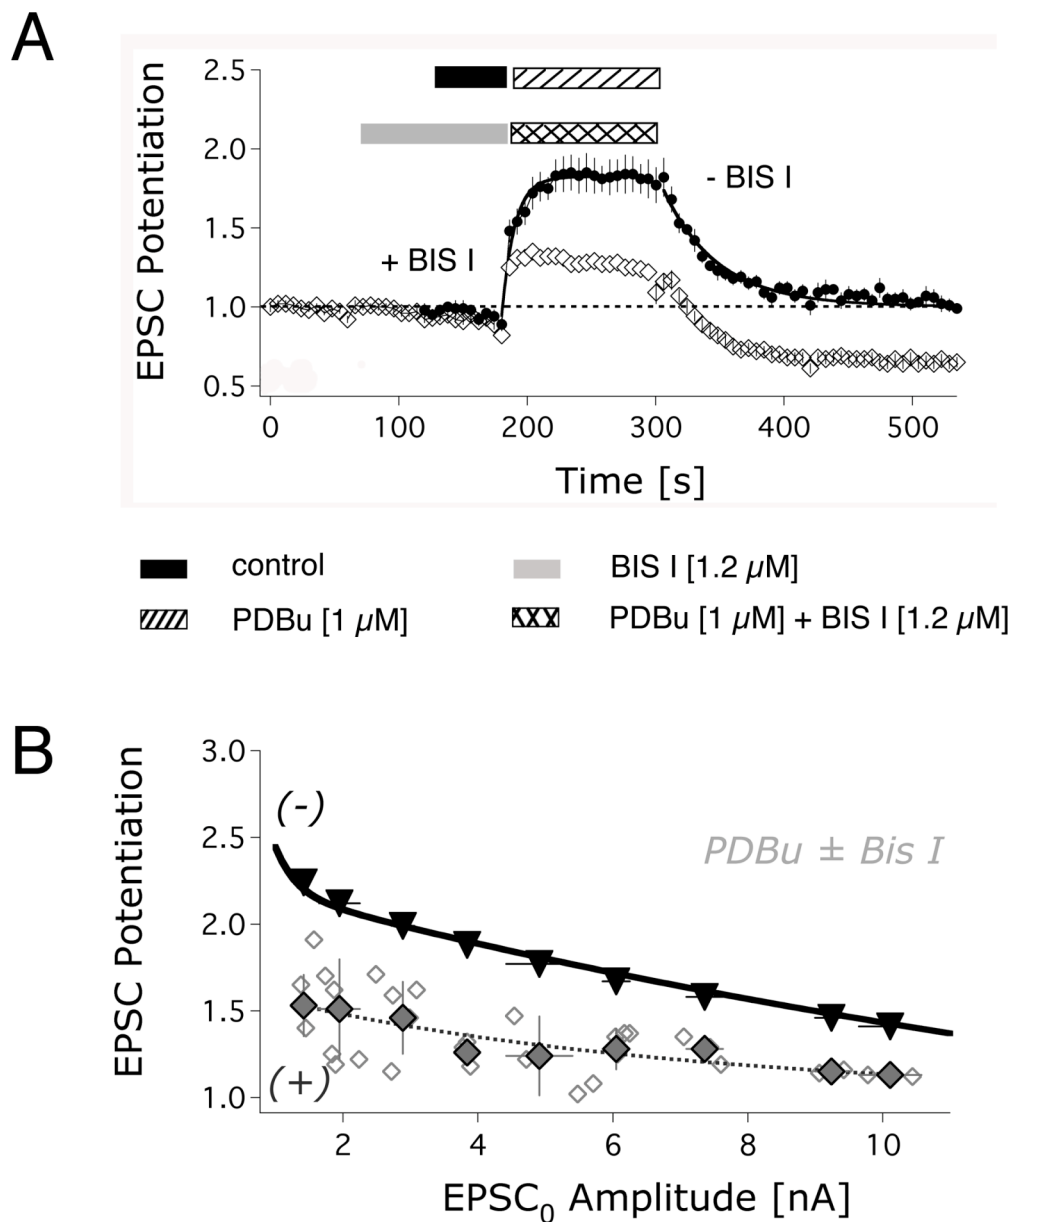 A
EPSC Potentiation
2.5
2.0
1.5
1.0
0.5
- BIS I
+ BIS I
0 100 200 300 400 500
Time [s]
control BIS I [1.2 µM]
PDBu [1 µM] PDBu [1 µM] + BIS I [1.2 µM]
B
EPSC Potentiation
3.0
2.5
2.0
1.5
1.0
(-)
PDBu ± Bis I
(+)
2 4 6 8 10
EPSC₀ Amplitude [nA]